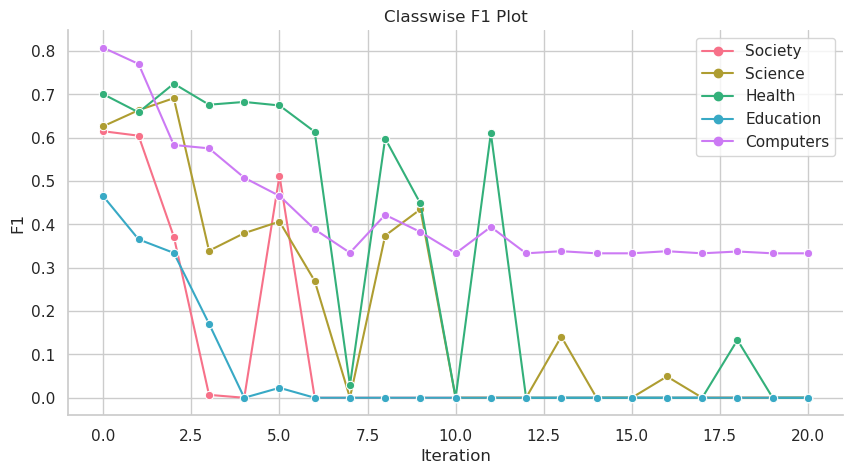 Classwise F1 Plot
F1
0.8
0.7
0.6
0.5
0.4
0.3
0.2
0.1
0.0
Society
Science
Health
Education
Computers
0.0 2.5 5.0 7.5 10.0 12.5 15.0 17.5 20.0
Iteration